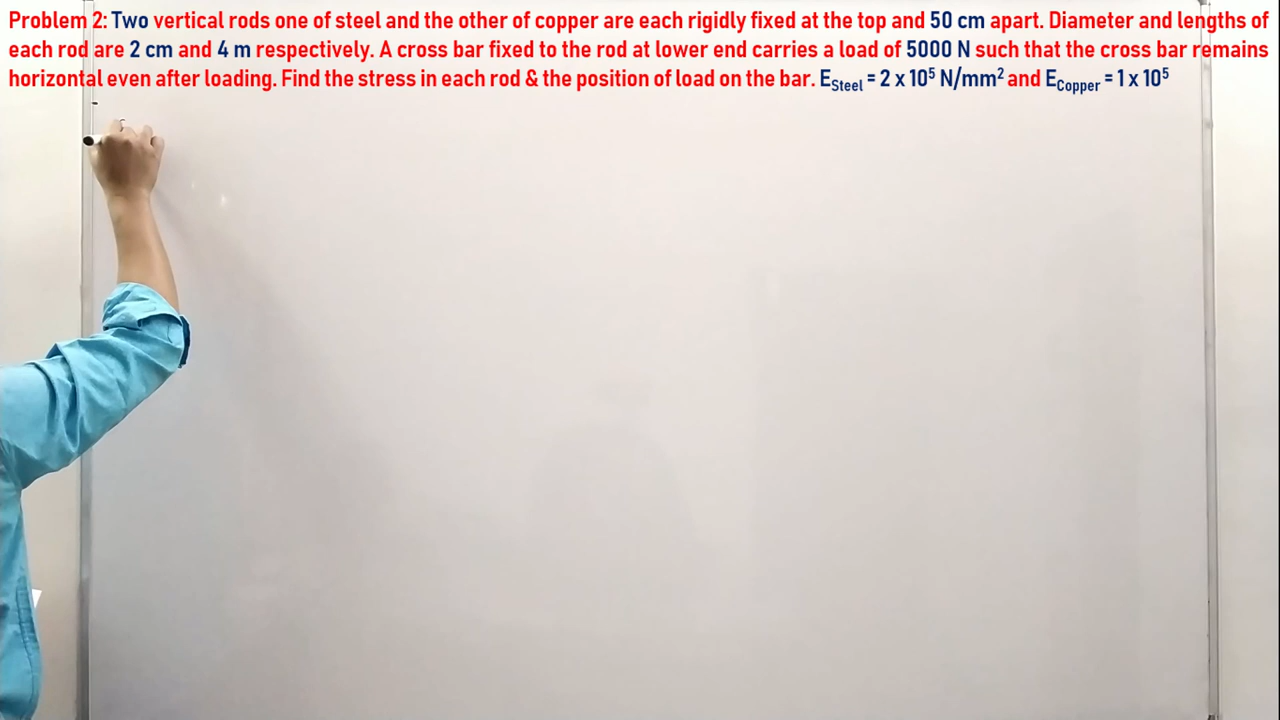 Problem 2: Two vertical rods one of steel and the other of copper are each rigidly fixed at the top and 50 cm apart. Diameter and lengths of
each rod are 2 cm and 4 m respectively. A cross bar fixed to the rod at lower end carries a load of 5000 N such that the cross bar remains
horizontal even after loading. Find the stress in each rod & the position of load on the bar. E_Steel = 2 x 10⁵ N/mm² and E_Copper = 1 x 10⁵